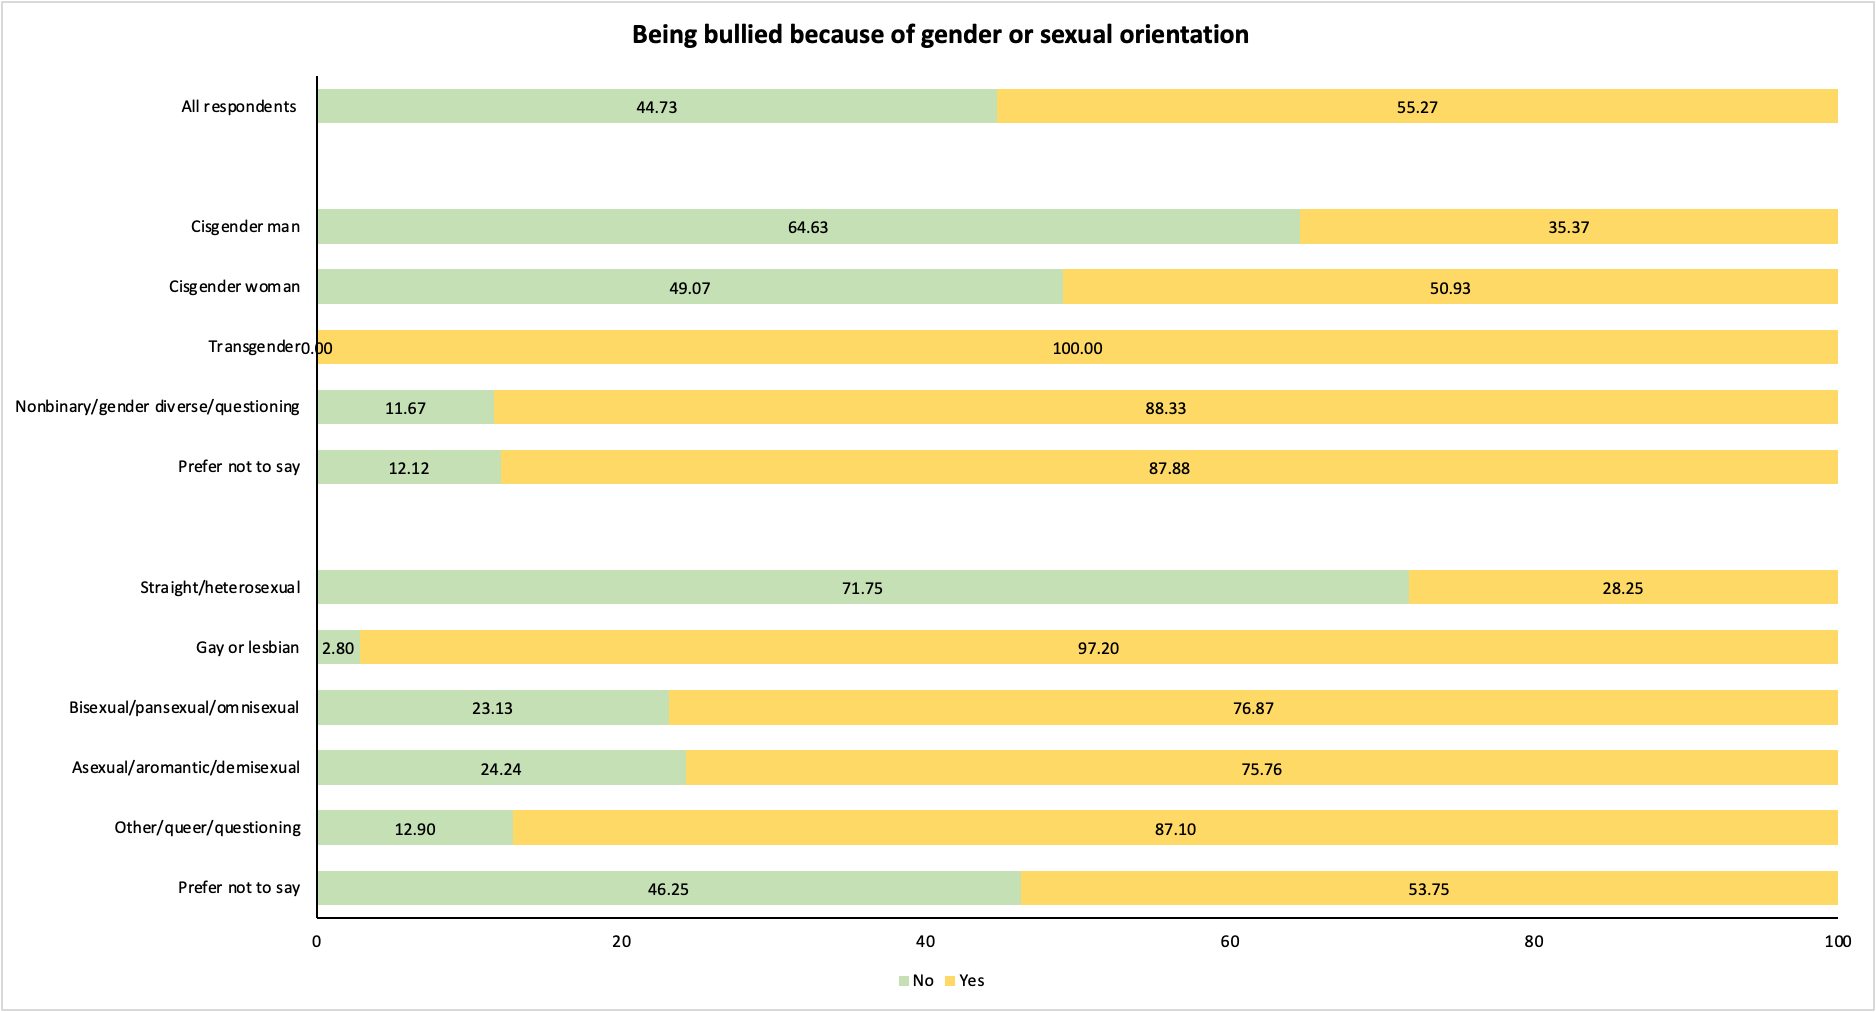 Being bullied because of gender or sexual orientation
All respondents 44.73 55.27
Cisgender man 64.63 35.37
Cisgender woman 49.07 50.93
Transgender 0.00 100.00
Nonbinary/gender diverse/questioning 11.67 88.33
Prefer not to say 12.12 87.88
Straight/heterosexual 71.75 28.25
Gay or lesbian 2.80 97.20
Bisexual/pansexual/omnisexual 23.13 76.87
Asexual/aromantic/demisexual 24.24 75.76
Other/queer/questioning 12.90 87.10
Prefer not to say 46.25 53.75
0 20 40 60 80 100
No Yes